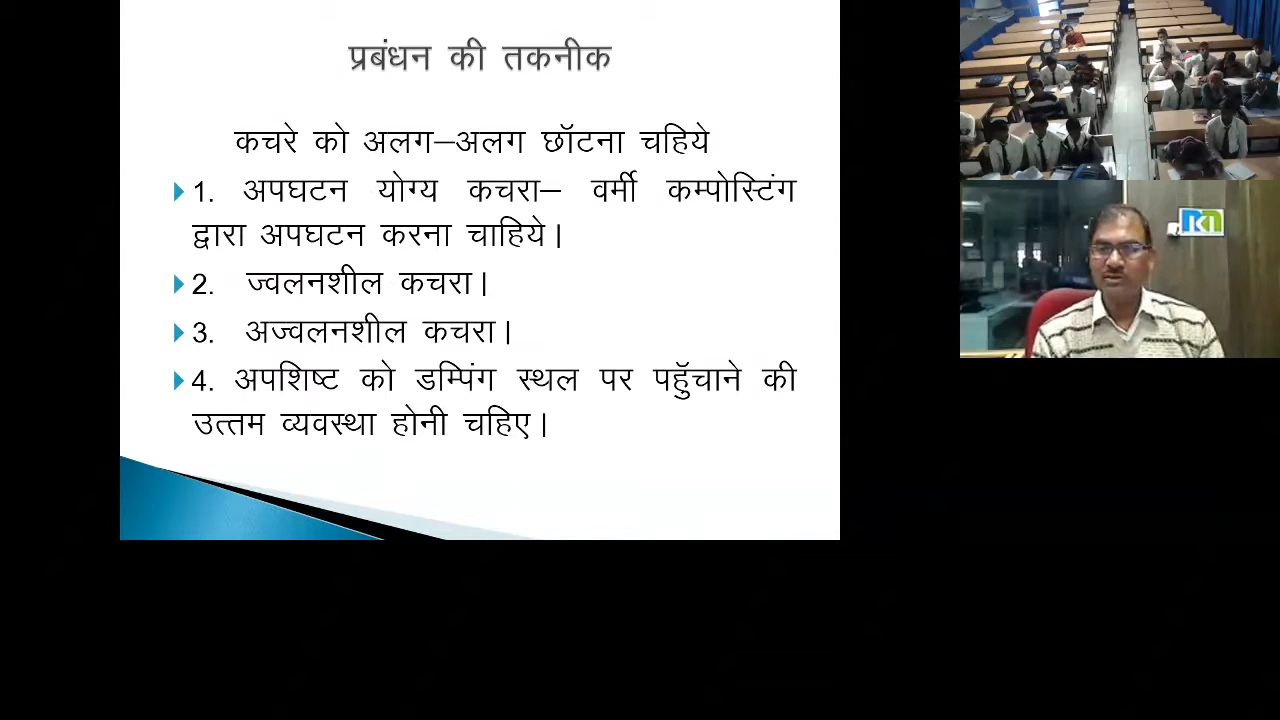 प्रबंधन की तकनीक
कचरे को अलग–अलग छॉटना चहिये
1. अपघटन योग्य कचरा– वर्मी कम्पोस्टिंग
द्वारा अपघटन करना चाहिये।
2. ज्वलनशील कचरा।
3. अज्वलनशील कचरा।
4. अपशिष्ट को डम्पिंग स्थल पर पहुॅचाने की
उत्तम व्यवस्था होनी चहिए।